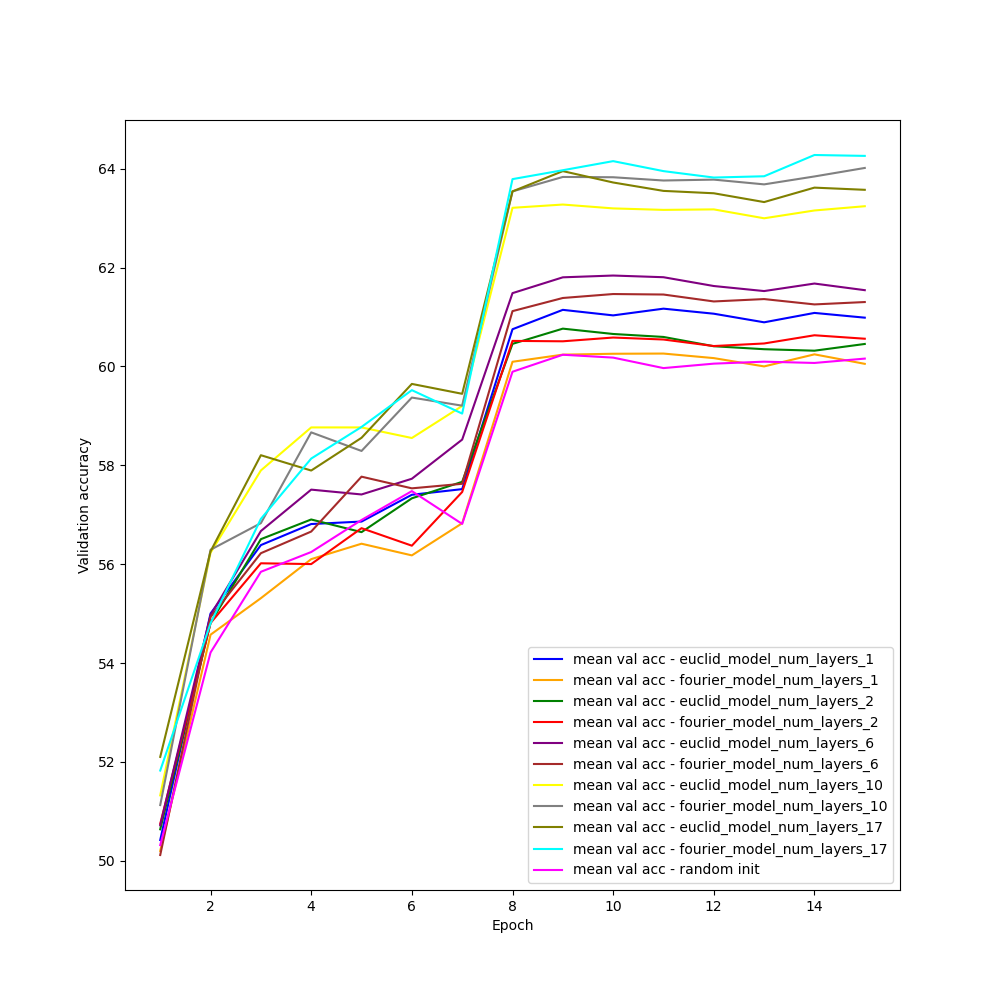 64
62
60
58
56
54
52
50
Validation accuracy
mean val acc - euclid_model_num_layers_1
mean val acc - fourier_model_num_layers_1
mean val acc - euclid_model_num_layers_2
mean val acc - fourier_model_num_layers_2
mean val acc - euclid_model_num_layers_6
mean val acc - fourier_model_num_layers_6
mean val acc - euclid_model_num_layers_10
mean val acc - fourier_model_num_layers_10
mean val acc - euclid_model_num_layers_17
mean val acc - fourier_model_num_layers_17
mean val acc - random init
2 4 6 8 10 12 14
Epoch